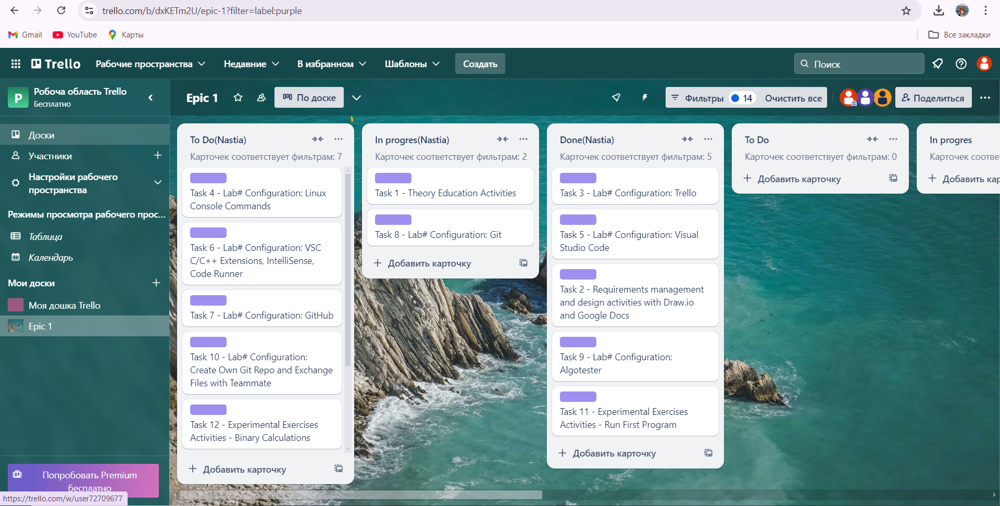 trello.com/b/dxKETm2U/epic-1?filter=label:purple
Gmail
YouTube
Карты
Все закладки
Trello
Рабочие пространства
Недавние
В избранном
Шаблоны
Создать
Поиск
P
Робоча область Trello
Бесплатно
Epic 1
По доске
Фильтры
14
Очистить все
Поделиться
Доски
Участники
Настройки рабочего
пространства
Режимы просмотра рабочего прос...
Таблица
Календарь
Мои доски
Моя дошка Trello
Epic 1
Попробовать Premium
бесплатно
https://trello.com/w/user72709677
To Do(Nastia)
Карточек соответствует фильтрам: 7
Task 4 - Lab# Configuration: Linux
Console Commands
Task 6 - Lab# Configuration: VSC
C/C++ Extensions, IntelliSense,
Code Runner
Task 7 - Lab# Configuration: GitHub
Task 10 - Lab# Configuration:
Create Own Git Repo and Exchange
Files with Teammate
Task 12 - Experimental Exercises
Activities - Binary Calculations
Добавить карточку
In progres(Nastia)
Карточек соответствует фильтрам: 2
Task 1 - Theory Education Activities
Task 8 - Lab# Configuration: Git
Добавить карточку
Done(Nastia)
Карточек соответствует фильтрам: 5
Task 3 - Lab# Configuration: Trello
Task 5 - Lab# Configuration: Visual
Studio Code
Task 2 - Requirements management
and design activities with Draw.io
and Google Docs
Task 9 - Lab# Configuration:
Algotester
Task 11 - Experimental Exercises
Activities - Run First Program
Добавить карточку
To Do
Карточек соответствует фильтрам: 0
Добавить карточку
In progres
Карточек соотве
Добавить кар